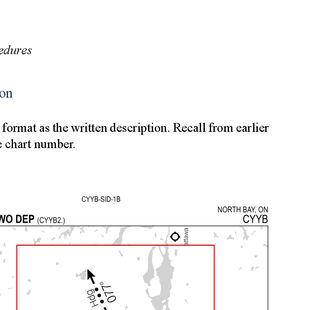 edures
on
format as the written description. Recall from earlier
e chart number.
CYYB-SID-1B
NORTH BAY, ON
WO DEP (CYYB2.)
CYYB
Hdg
077°